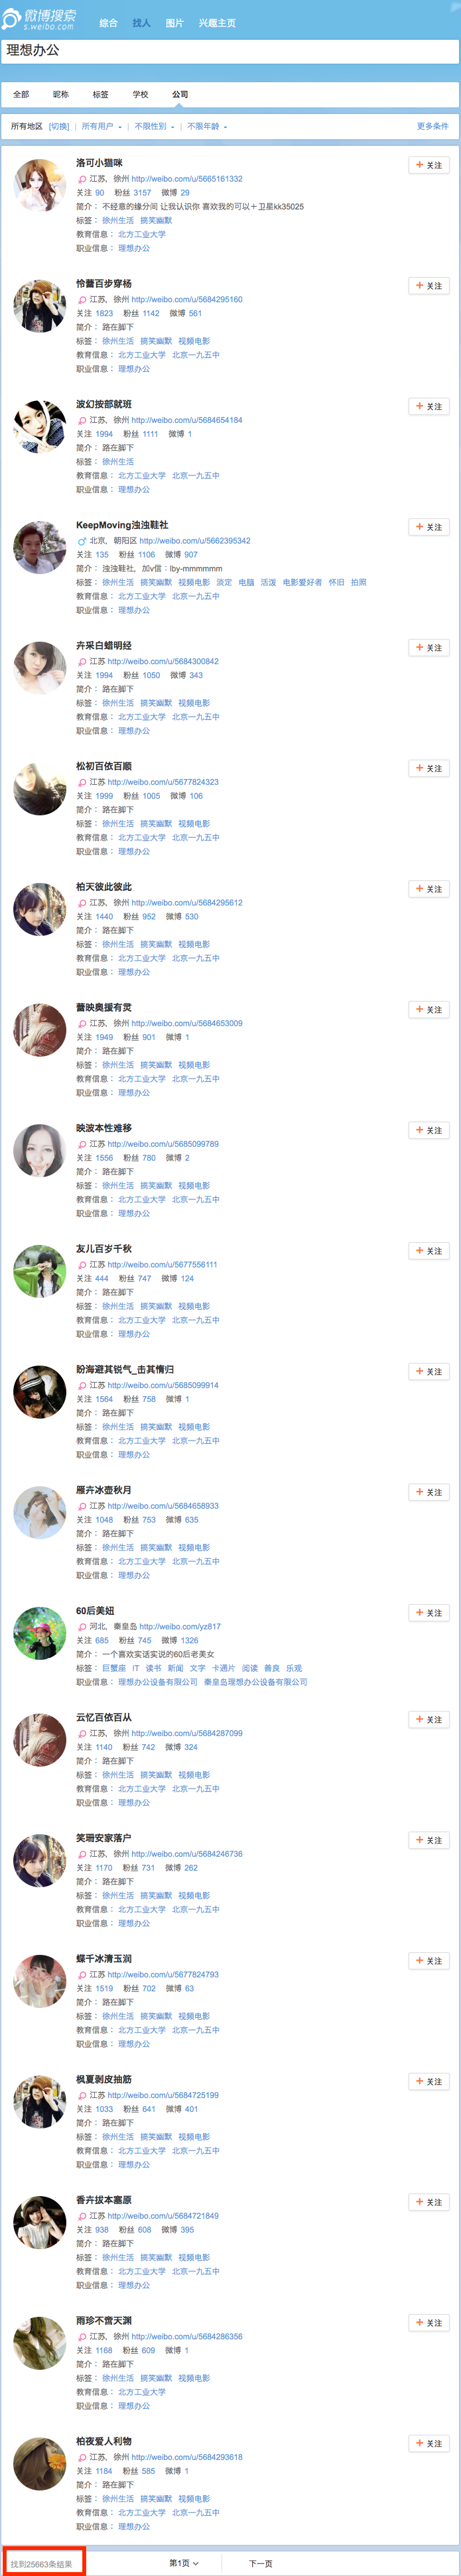 微博搜索
s.weibo.com
综合 找人 图片 兴趣主页
理想办公
全部 昵称 标签 学校 公司
所有地区 [切换] | 所有用户 | 不限性别 | 不限年龄 更多条件
洛可小猫咪
+ 关注
江苏，徐州 http://weibo.com/u/5665161332
关注 90 粉丝 3157 微博 29
简介： 不经意的缘分间 让我认识你 喜欢我的可以＋卫星kk35025
标签： 徐州生活 搞笑幽默
教育信息： 北方工业大学
职业信息： 理想办公
怜蕾百步穿杨
+ 关注
江苏，徐州 http://weibo.com/u/5684295160
关注 1823 粉丝 1142 微博 561
简介： 路在脚下
标签： 徐州生活 搞笑幽默 视频电影
教育信息： 北方工业大学 北京一九五中
职业信息： 理想办公
波幻按部就班
+ 关注
江苏，徐州 http://weibo.com/u/5684654184
关注 1994 粉丝 1111 微博 1
简介： 路在脚下
标签： 徐州生活
教育信息： 北方工业大学 北京一九五中
职业信息： 理想办公
KeepMoving浊浊鞋社
+ 关注
北京，朝阳区 http://weibo.com/u/5662395342
关注 135 粉丝 1106 微博 907
简介： 浊浊鞋社，加v信：lby-mmmmmm
标签： 徐州生活 搞笑幽默 视频电影 淡定 电脑 活泼 电影爱好者 怀旧 拍照
教育信息： 北方工业大学 北京一九五中
职业信息： 理想办公
卉采白蜡明经
+ 关注
江苏 http://weibo.com/u/5684300842
关注 1994 粉丝 1050 微博 343
简介： 路在脚下
标签： 徐州生活 搞笑幽默 视频电影
教育信息： 北方工业大学 北京一九五中
职业信息： 理想办公
松初百依百顺
+ 关注
江苏 http://weibo.com/u/5677824323
关注 1999 粉丝 1005 微博 106
简介： 路在脚下
标签： 徐州生活 搞笑幽默 视频电影
教育信息： 北方工业大学 北京一九五中
职业信息： 理想办公
柏天彼此彼此
+ 关注
江苏，徐州 http://weibo.com/u/5684295612
关注 1440 粉丝 952 微博 530
简介： 路在脚下
标签： 徐州生活 搞笑幽默 视频电影
教育信息： 北方工业大学 北京一九五中
职业信息： 理想办公
蕾映奥援有灵
+ 关注
江苏，徐州 http://weibo.com/u/5684653009
关注 1949 粉丝 901 微博 1
简介： 路在脚下
标签： 徐州生活 搞笑幽默 视频电影
教育信息： 北方工业大学 北京一九五中
职业信息： 理想办公
映波本性难移
+ 关注
江苏 http://weibo.com/u/5685099789
关注 1556 粉丝 780 微博 2
简介： 路在脚下
标签： 徐州生活 搞笑幽默 视频电影
教育信息： 北方工业大学 北京一九五中
职业信息： 理想办公
友儿百岁千秋
+ 关注
江苏 http://weibo.com/u/5677556111
关注 444 粉丝 747 微博 124
简介： 路在脚下
标签： 徐州生活 搞笑幽默 视频电影
教育信息： 北方工业大学 北京一九五中
职业信息： 理想办公
盼海避其锐气_击其惰归
+ 关注
江苏 http://weibo.com/u/5685099914
关注 1564 粉丝 758 微博 1
简介： 路在脚下
标签： 徐州生活 搞笑幽默 视频电影
教育信息： 北方工业大学 北京一九五中
职业信息： 理想办公
雁卉冰壶秋月
+ 关注
江苏 http://weibo.com/u/5684658933
关注 1048 粉丝 753 微博 635
简介： 路在脚下
标签： 徐州生活 搞笑幽默 视频电影
教育信息： 北方工业大学 北京一九五中
职业信息： 理想办公
60后美妞
+ 关注
河北，秦皇岛 http://weibo.com/yz817
关注 685 粉丝 745 微博 1326
简介： 一个喜欢实话实说的60后老美女
标签： 巨蟹座 IT 读书 新闻 文字 卡通片 阅读 善良 乐观
职业信息： 理想办公设备有限公司 秦皇岛理想办公设备有限公司
云忆百依百从
+ 关注
江苏，徐州 http://weibo.com/u/5684287099
关注 1140 粉丝 742 微博 324
简介： 路在脚下
标签： 徐州生活 搞笑幽默 视频电影
教育信息： 北方工业大学 北京一九五中
职业信息： 理想办公
笑珊安家落户
+ 关注
江苏，徐州 http://weibo.com/u/5684246736
关注 1170 粉丝 731 微博 262
简介： 路在脚下
标签： 徐州生活 搞笑幽默 视频电影
教育信息： 北方工业大学 北京一九五中
职业信息： 理想办公
蝶千冰清玉润
+ 关注
江苏 http://weibo.com/u/5677824793
关注 1519 粉丝 702 微博 63
简介： 路在脚下
标签： 徐州生活 搞笑幽默 视频电影
教育信息： 北方工业大学 北京一九五中
职业信息： 理想办公
枫夏剥皮抽筋
+ 关注
江苏 http://weibo.com/u/5684725199
关注 1033 粉丝 641 微博 401
简介： 路在脚下
标签： 徐州生活 搞笑幽默 视频电影
教育信息： 北方工业大学 北京一九五中
职业信息： 理想办公
香卉拔本塞原
+ 关注
江苏 http://weibo.com/u/5684721849
关注 938 粉丝 608 微博 395
简介： 路在脚下
标签： 徐州生活 搞笑幽默 视频电影
教育信息： 北方工业大学 北京一九五中
职业信息： 理想办公
雨珍不啻天渊
+ 关注
江苏，徐州 http://weibo.com/u/5684286356
关注 1168 粉丝 609 微博 1
简介： 路在脚下
标签： 徐州生活 搞笑幽默 视频电影
教育信息： 北方工业大学
职业信息： 理想办公
柏夜爱人利物
+ 关注
江苏，徐州 http://weibo.com/u/5684293618
关注 1184 粉丝 585 微博 1
简介： 路在脚下
标签： 徐州生活 搞笑幽默 视频电影
教育信息： 北方工业大学 北京一九五中
职业信息： 理想办公
找到25663条结果 第1页 下一页